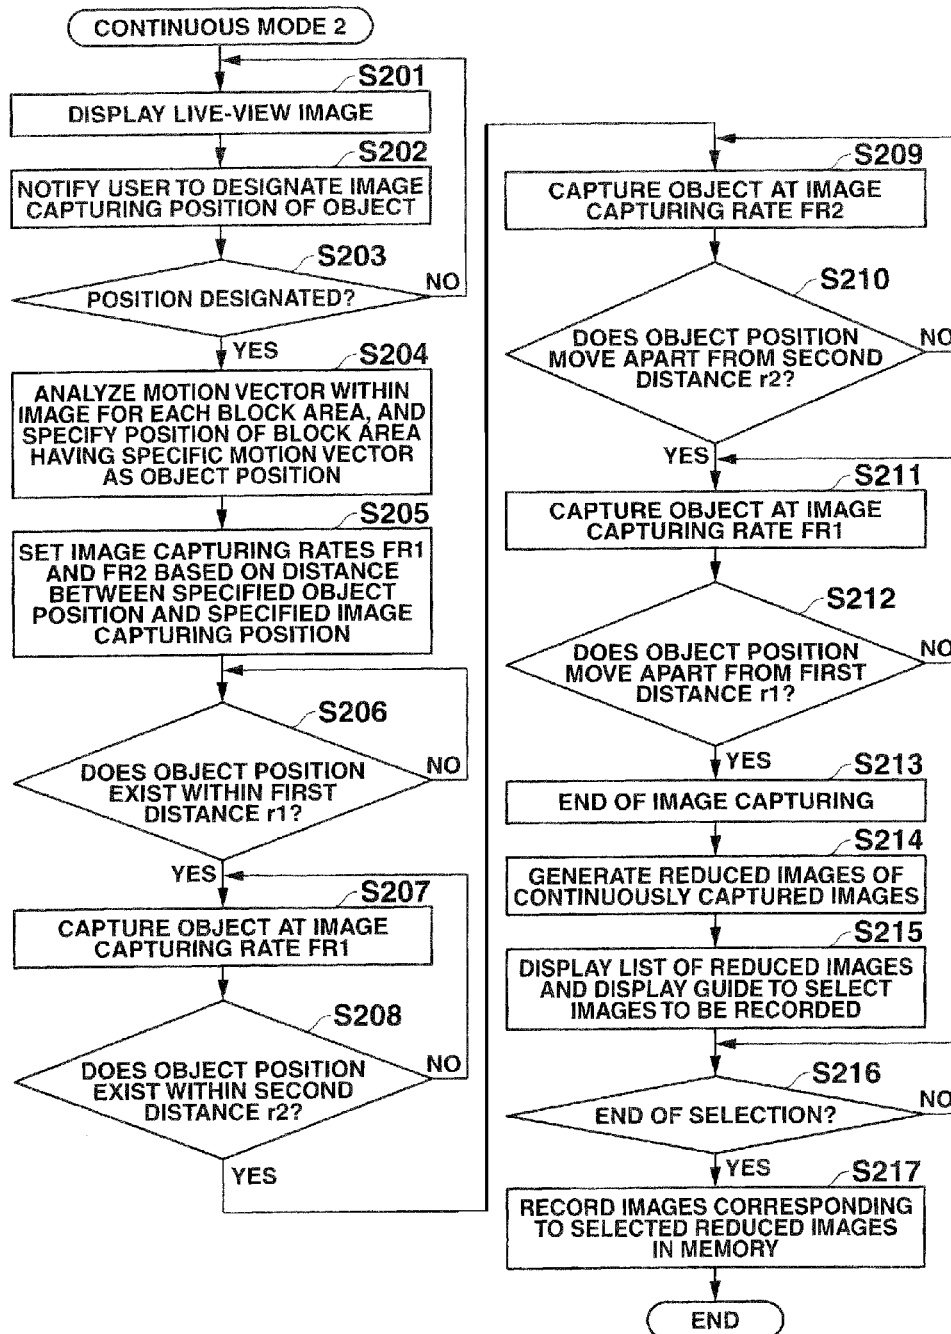 CONTINUOUS MODE 2
S201
DISPLAY LIVE-VIEW IMAGE
S202
NOTIFY USER TO DESIGNATE IMAGE
CAPTURING POSITION OF OBJECT
S203
POSITION DESIGNATED?
NO
YES
S204
ANALYZE MOTION VECTOR WITHIN
IMAGE FOR EACH BLOCK AREA, AND
SPECIFY POSITION OF BLOCK AREA
HAVING SPECIFIC MOTION VECTOR
AS OBJECT POSITION
S205
SET IMAGE CAPTURING RATES FR1
AND FR2 BASED ON DISTANCE
BETWEEN SPECIFIED OBJECT
POSITION AND SPECIFIED IMAGE
CAPTURING POSITION
S206
DOES OBJECT POSITION
EXIST WITHIN FIRST
DISTANCE r1?
NO
YES
S207
CAPTURE OBJECT AT IMAGE
CAPTURING RATE FR1
S208
DOES OBJECT POSITION
EXIST WITHIN SECOND
DISTANCE r2?
NO
YES
S209
CAPTURE OBJECT AT IMAGE
CAPTURING RATE FR2
S210
DOES OBJECT POSITION
MOVE APART FROM SECOND
DISTANCE r2?
NO
YES
S211
CAPTURE OBJECT AT IMAGE
CAPTURING RATE FR1
S212
DOES OBJECT POSITION
MOVE APART FROM FIRST
DISTANCE r1?
NO
YES
S213
END OF IMAGE CAPTURING
S214
GENERATE REDUCED IMAGES OF
CONTINUOUSLY CAPTURED IMAGES
S215
DISPLAY LIST OF REDUCED IMAGES
AND DISPLAY GUIDE TO SELECT
IMAGES TO BE RECORDED
S216
END OF SELECTION?
NO
YES
S217
RECORD IMAGES CORRESPONDING
TO SELECTED REDUCED IMAGES
IN MEMORY
END